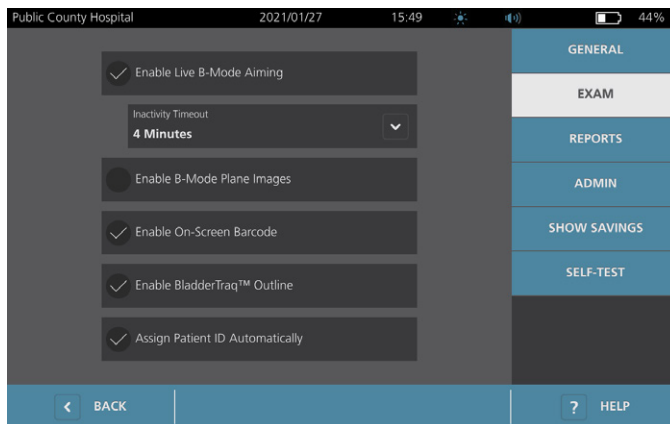 Public County Hospital 2021/01/27 15:49 44%
Enable Live B-Mode Aiming
Inactivity Timeout
4 Minutes
Enable B-Mode Plane Images
Enable On-Screen Barcode
Enable BladderTraq™ Outline
Assign Patient ID Automatically
GENERAL
EXAM
REPORTS
ADMIN
SHOW SAVINGS
SELF-TEST
BACK
? HELP